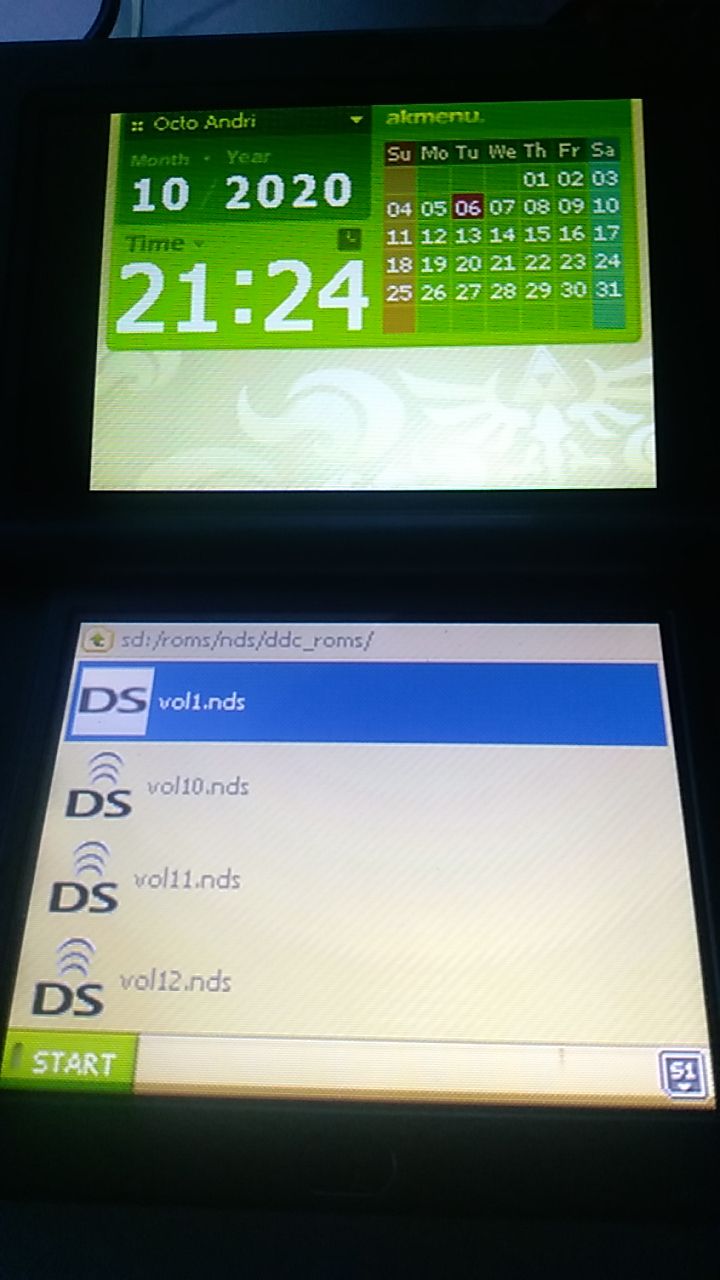 Octo Andri
akmenu.
Month Year
10 / 2020
Time
21:24
Su Mo Tu We Th Fr Sa
01 02 03
04 05 06 07 08 09 10
11 12 13 14 15 16 17
18 19 20 21 22 23 24
25 26 27 28 29 30 31
sd:/roms/nds/ddc_roms/
DS vol1.nds
DS vol10.nds
DS vol11.nds
DS vol12.nds
START
S1